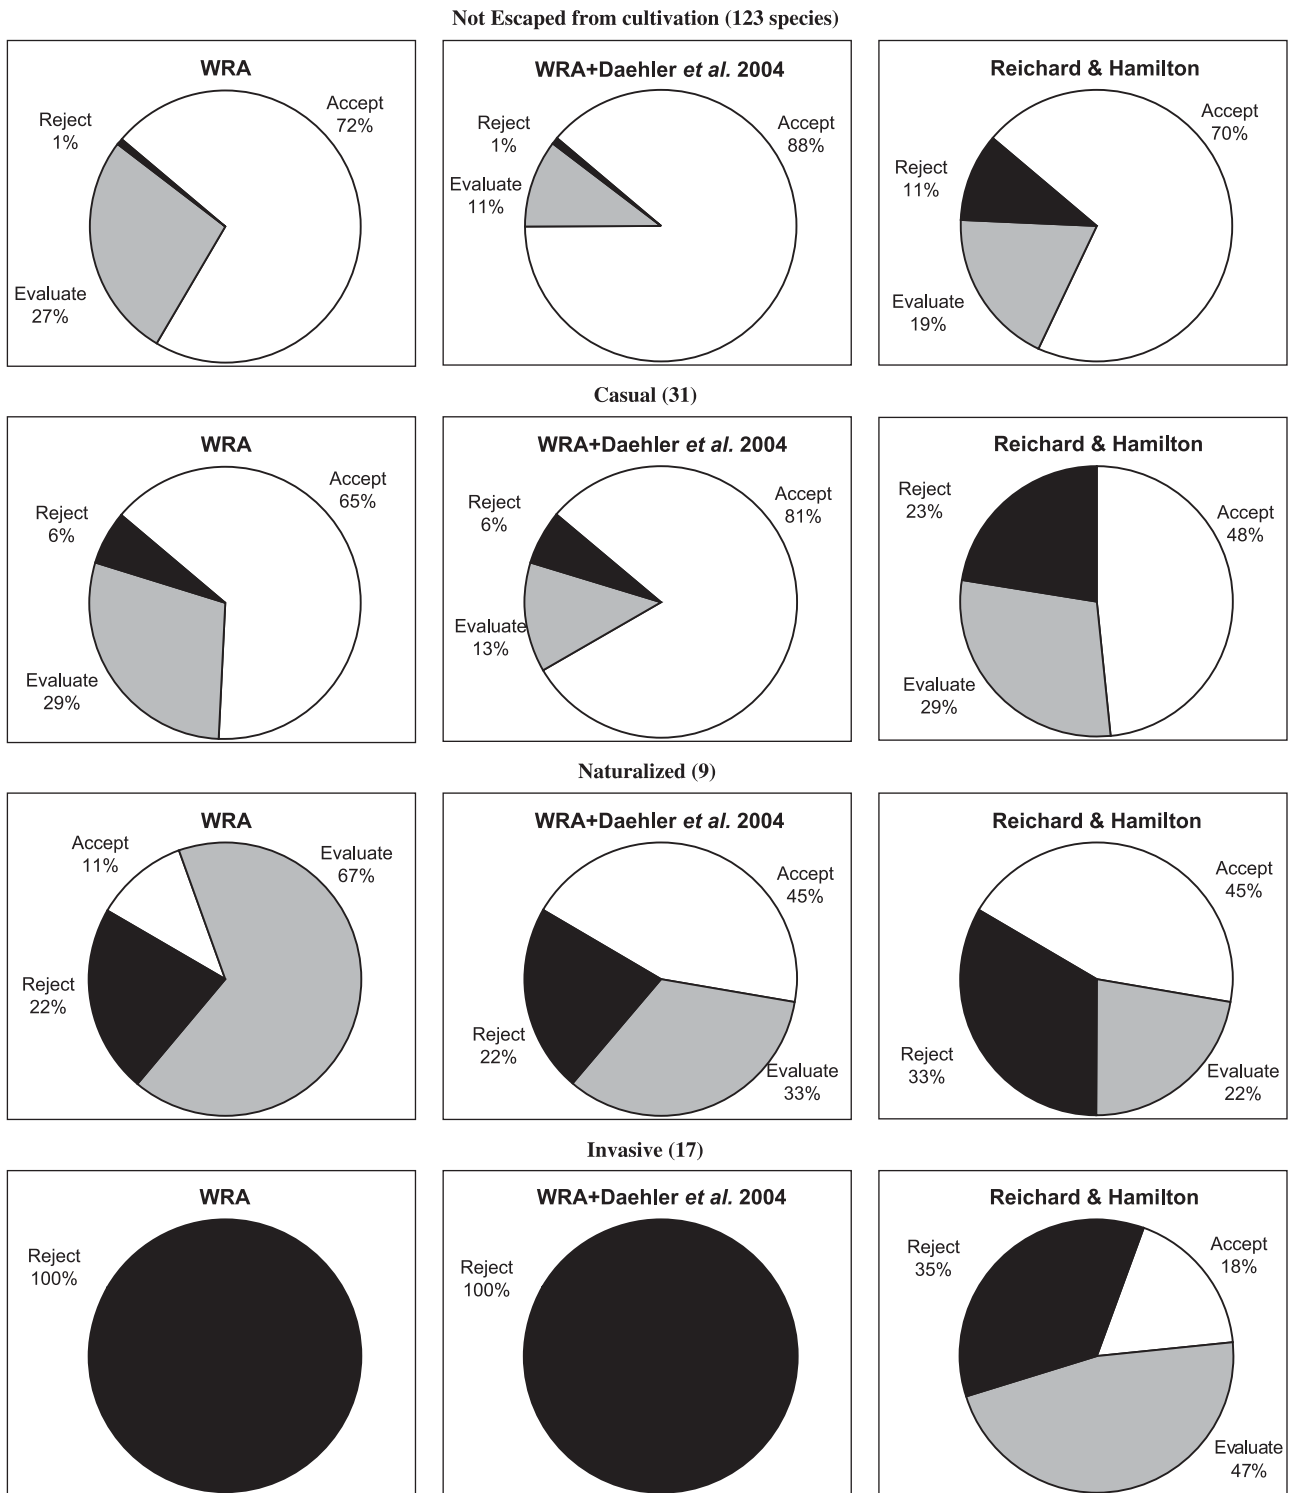 Not Escaped from cultivation (123 species)
WRA
Accept
72%
Reject
1%
Evaluate
27%
WRA+Daehler et al. 2004
Accept
88%
Reject
1%
Evaluate
11%
Reichard & Hamilton
Accept
70%
Reject
11%
Evaluate
19%
Casual (31)
WRA
Accept
65%
Reject
6%
Evaluate
29%
WRA+Daehler et al. 2004
Accept
81%
Reject
6%
Evaluate
13%
Reichard & Hamilton
Reject
23%
Accept
48%
Evaluate
29%
Naturalized (9)
WRA
Accept
11%
Evaluate
67%
Reject
22%
WRA+Daehler et al. 2004
Accept
45%
Reject
22%
Evaluate
33%
Reichard & Hamilton
Accept
45%
Reject
33%
Evaluate
22%
Invasive (17)
WRA
Reject
100%
WRA+Daehler et al. 2004
Reject
100%
Reichard & Hamilton
Reject
35%
Accept
18%
Evaluate
47%